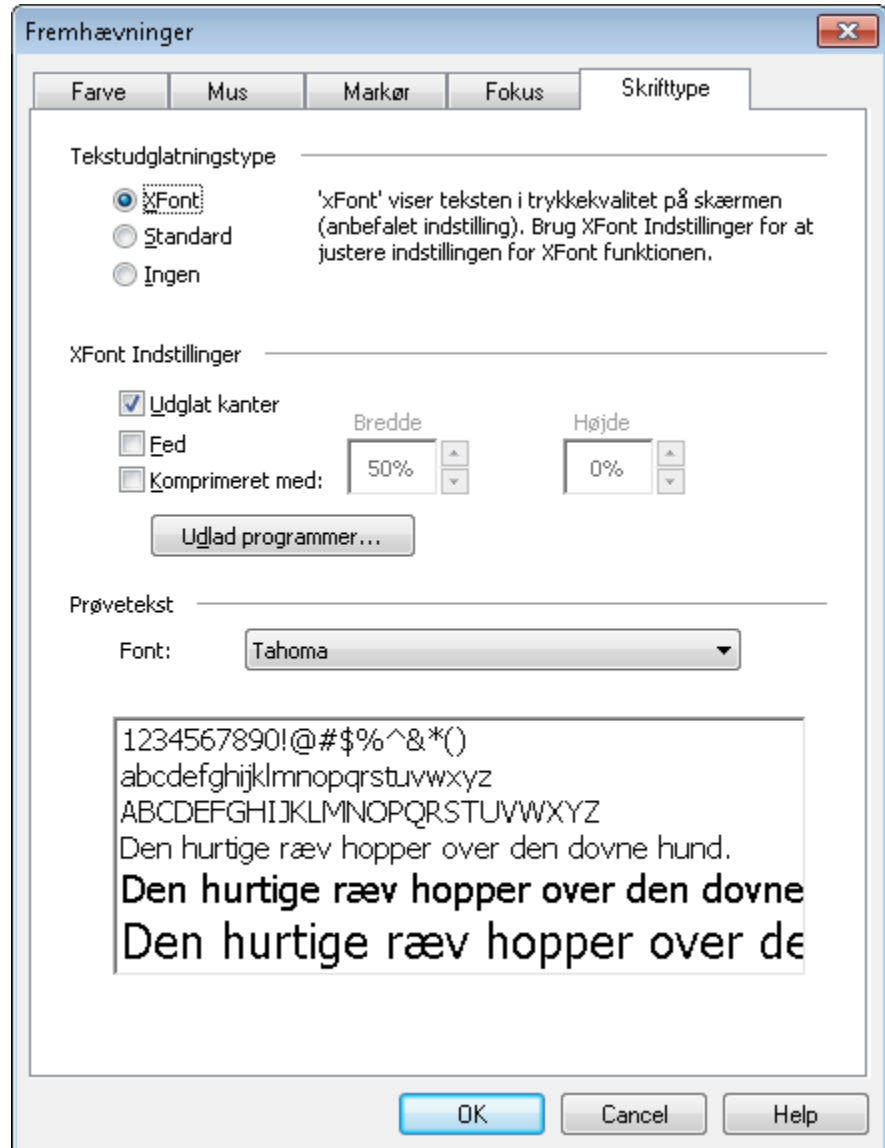 Fremhævninger
Farve Mus Markør Fokus Skrifttype
Tekstudglatningstype
XFont
Standard
Ingen
'xFont' viser teksten i trykkekvalitet på skærmen
(anbefalet indstilling). Brug XFont Indstillinger for at
justere indstillingen for XFont funktionen.
XFont Indstillinger
Udglat kanter
Fed
Komprimeret med:
Bredde
50%
Højde
0%
Udlad programmer...
Prøvetekst
Font: Tahoma
1234567890!@#$%^&*()
abcdefghijklmnopqrstuvwxyz
ABCDEFGHIJKLMNOPQRSTUVWXYZ
Den hurtige ræv hopper over den dovne hund.
Den hurtige ræv hopper over den dovne
Den hurtige ræv hopper over de
OK Cancel Help